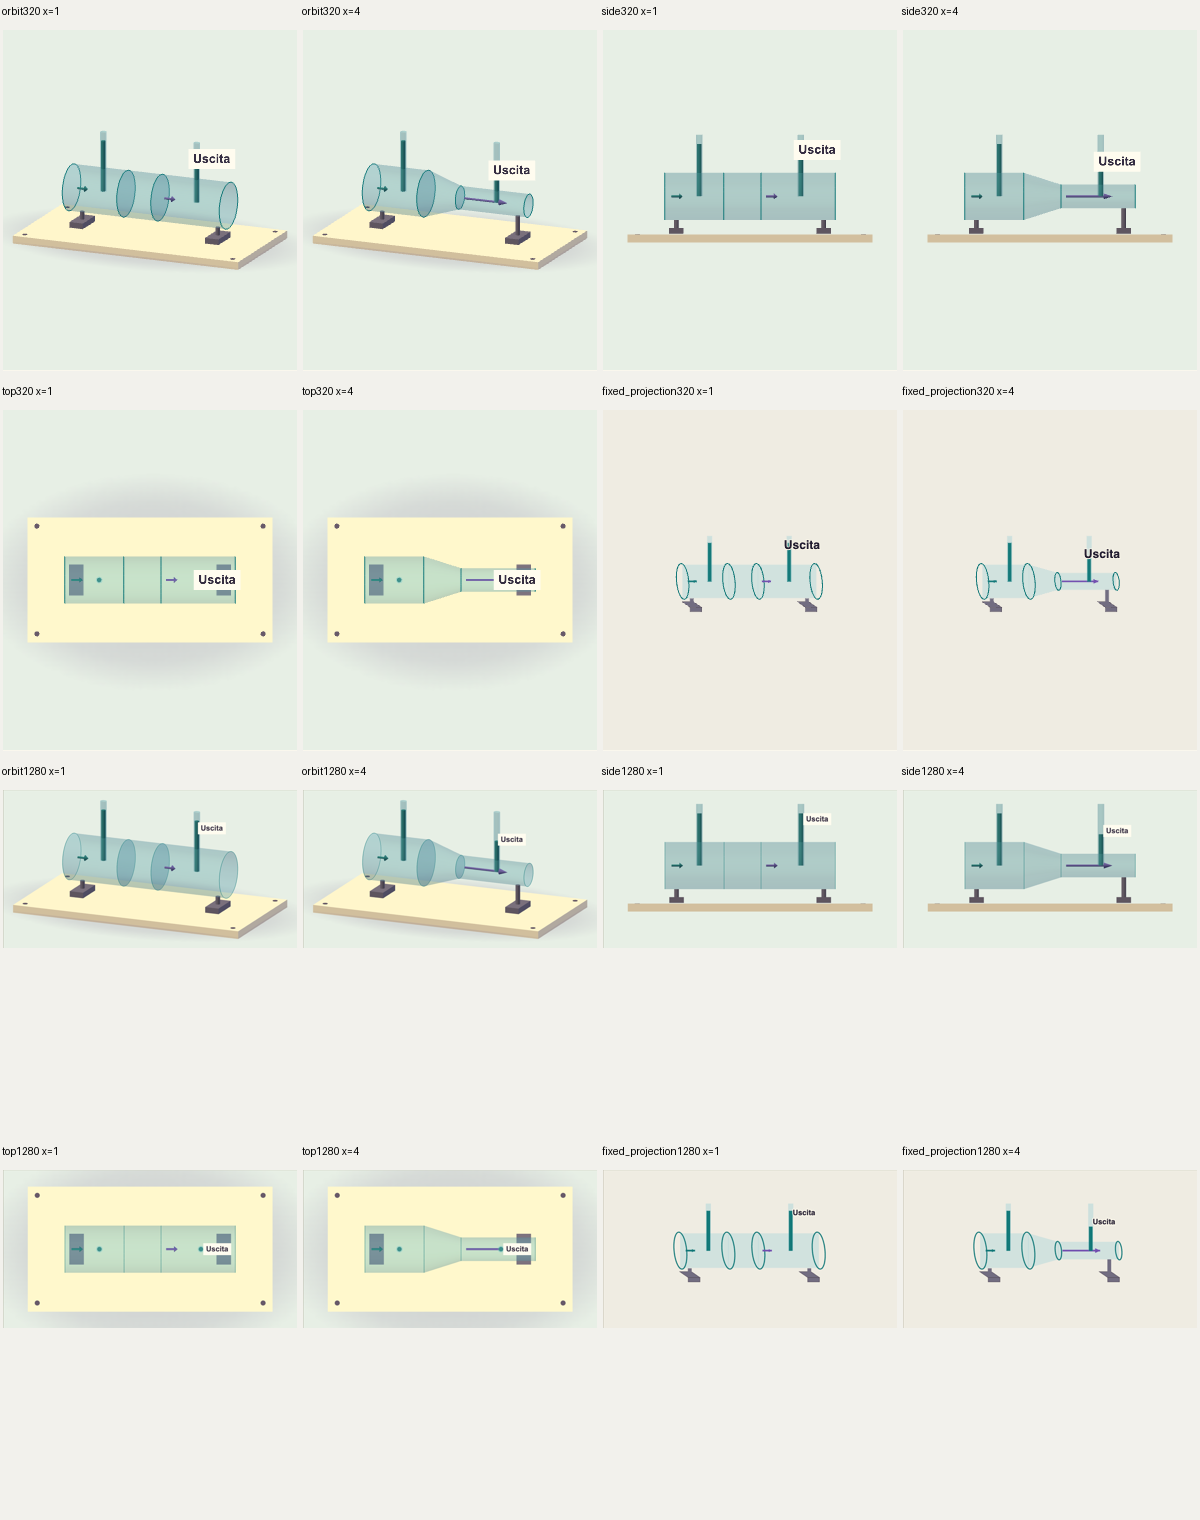 orbit320 x=1
orbit320 x=4
side320 x=1
side320 x=4
Uscita
Uscita
Uscita
Uscita
top320 x=1
top320 x=4
fixed_projection320 x=1
fixed_projection320 x=4
Uscita
Uscita
Uscita
Uscita
orbit1280 x=1
orbit1280 x=4
side1280 x=1
side1280 x=4
Uscita
Uscita
Uscita
Uscita
top1280 x=1
top1280 x=4
fixed_projection1280 x=1
fixed_projection1280 x=4
Uscita
Uscita
Uscita
Uscita